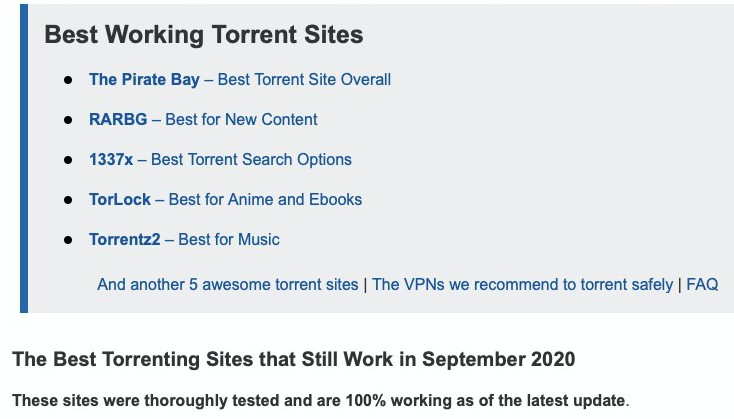 Best Working Torrent Sites
The Pirate Bay – Best Torrent Site Overall
RARBG – Best for New Content
1337x – Best Torrent Search Options
TorLock – Best for Anime and Ebooks
Torrentz2 – Best for Music
And another 5 awesome torrent sites | The VPNs we recommend to torrent safely | FAQ
The Best Torrenting Sites that Still Work in September 2020
These sites were thoroughly tested and are 100% working as of the latest update.